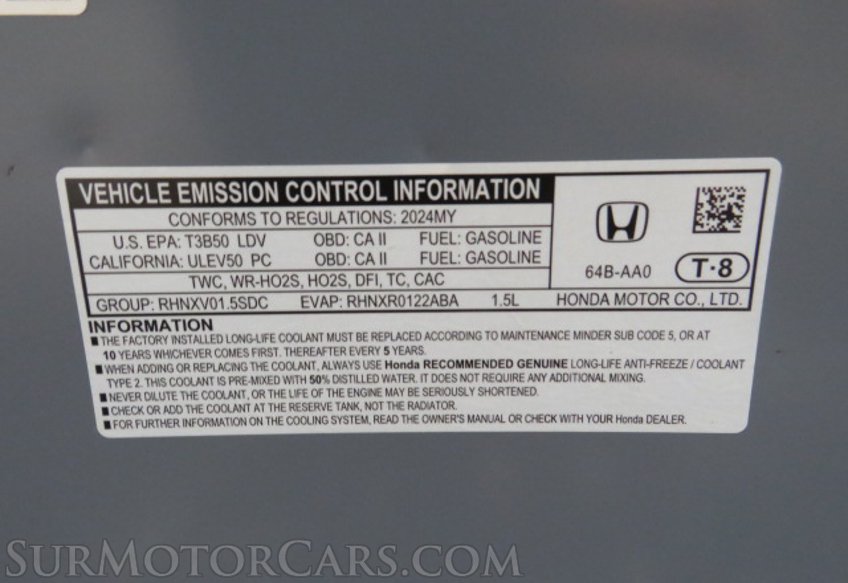 VEHICLE EMISSION CONTROL INFORMATION
CONFORMS TO REGULATIONS: 2024MY
U.S. EPA: T3B50 LDV OBD: CA II FUEL: GASOLINE
CALIFORNIA: ULEV50 PC OBD: CA II FUEL: GASOLINE
TWC, WR-HO2S, HO2S, DFI, TC, CAC
64B-AA0 T·8
GROUP: RHNXV01.5SDC EVAP: RHNXR0122ABA 1.5L HONDA MOTOR CO., LTD.
INFORMATION
■ THE FACTORY INSTALLED LONG-LIFE COOLANT MUST BE REPLACED ACCORDING TO MAINTENANCE MINDER SUB CODE 5, OR AT
10 YEARS WHICHEVER COMES FIRST. THEREAFTER EVERY 5 YEARS.
■ WHEN ADDING OR REPLACING THE COOLANT, ALWAYS USE Honda RECOMMENDED GENUINE LONG-LIFE ANTI-FREEZE / COOLANT
TYPE 2. THIS COOLANT IS PRE-MIXED WITH 50% DISTILLED WATER. IT DOES NOT REQUIRE ANY ADDITIONAL MIXING.
■ NEVER DILUTE THE COOLANT, OR THE LIFE OF THE ENGINE MAY BE SERIOUSLY SHORTENED.
■ CHECK OR ADD THE COOLANT AT THE RESERVE TANK, NOT THE RADIATOR.
■ FOR FURTHER INFORMATION ON THE COOLING SYSTEM, READ THE OWNER'S MANUAL OR CHECK WITH YOUR Honda DEALER.
SURMOTORCARS.COM